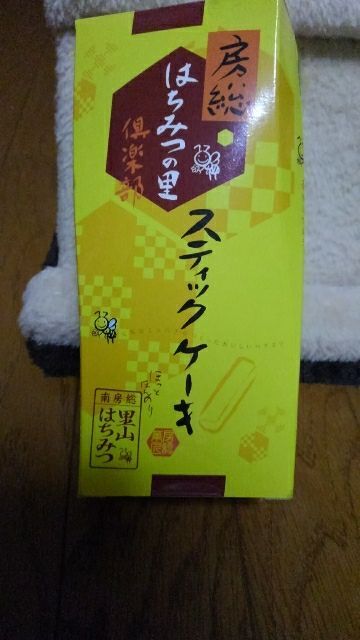 房総
はちみつの里
倶楽部
スティックケーキ
ほっと
ほんのり
南房総
里山
はちみつ